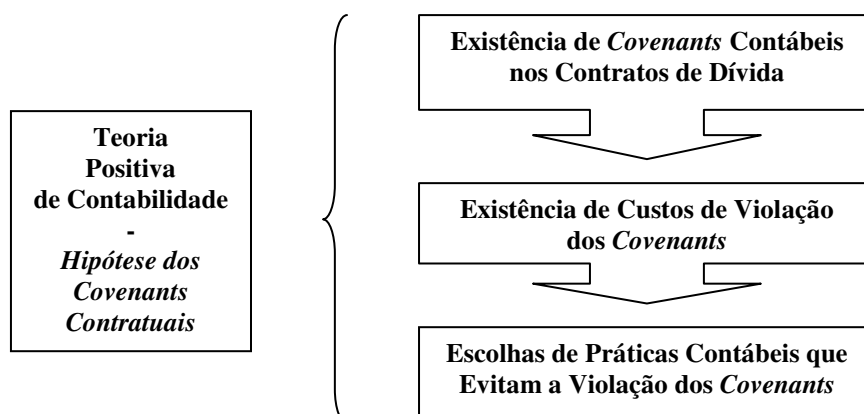 Teoria
Positiva
de Contabilidade
-
Hipótese dos
Covenants
Contratuais
Existência de Covenants Contábeis
nos Contratos de Dívida
Existência de Custos de Violação
dos Covenants
Escolhas de Práticas Contábeis que
Evitam a Violação dos Covenants